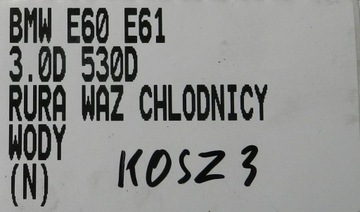 BMW E60 E61
3.0D 530D
RURA WAZ CHLODNICY
WODY
(N)
KOSZ 3